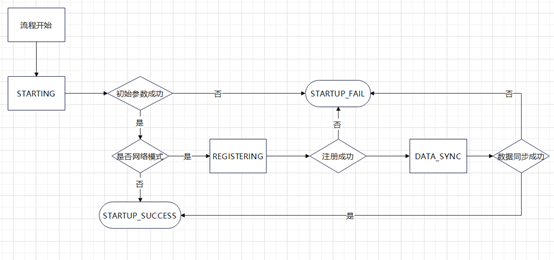 流程开始
STARTING
初始参数成功
否
STARTUP_FAIL
否
是
否
是否网络模式
是
REGISTERING
注册成功
DATA_SYNC
数据同步成功
否
STARTUP_SUCCESS
是